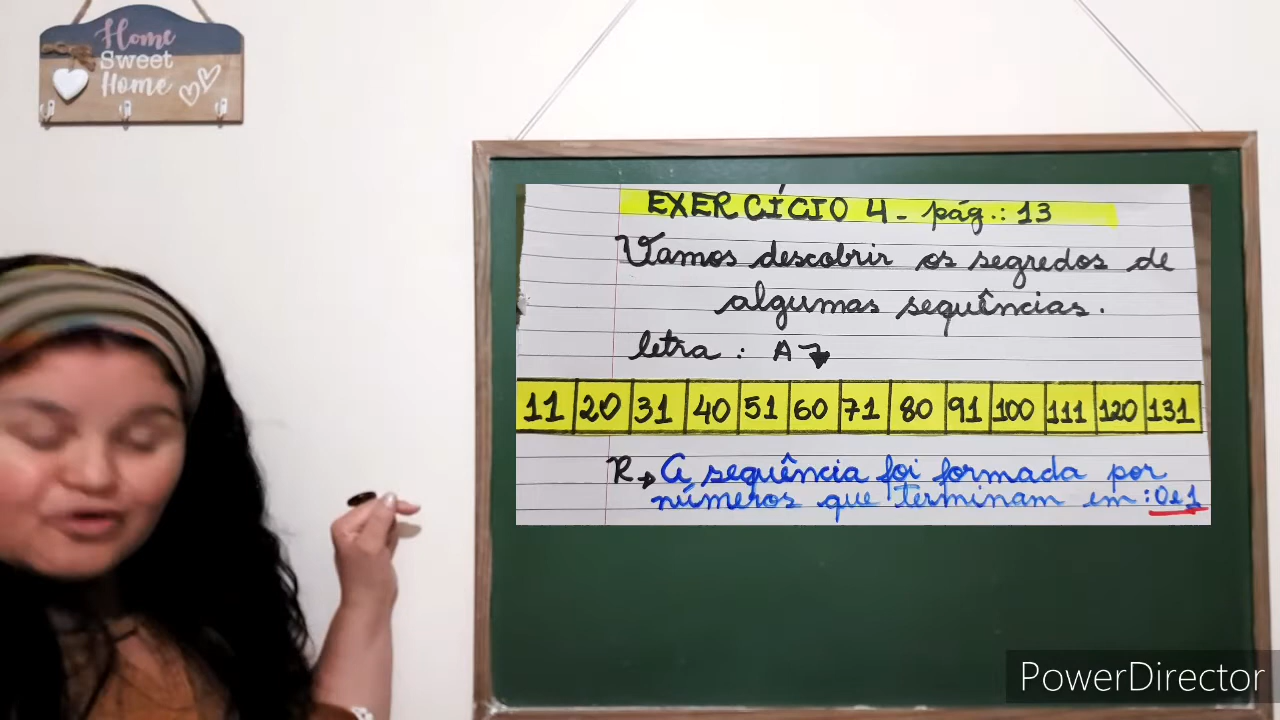 Home
Sweet
Home
EXERCÍCIO 4 - pág.: 13
Vamos descobrir os segredos de
algumas sequências.
letra : A
11 20 31 40 51 60 71 80 91 100 111 120 131
R→ A sequência foi formada por
números que terminam em : 0 e 1
PowerDirector